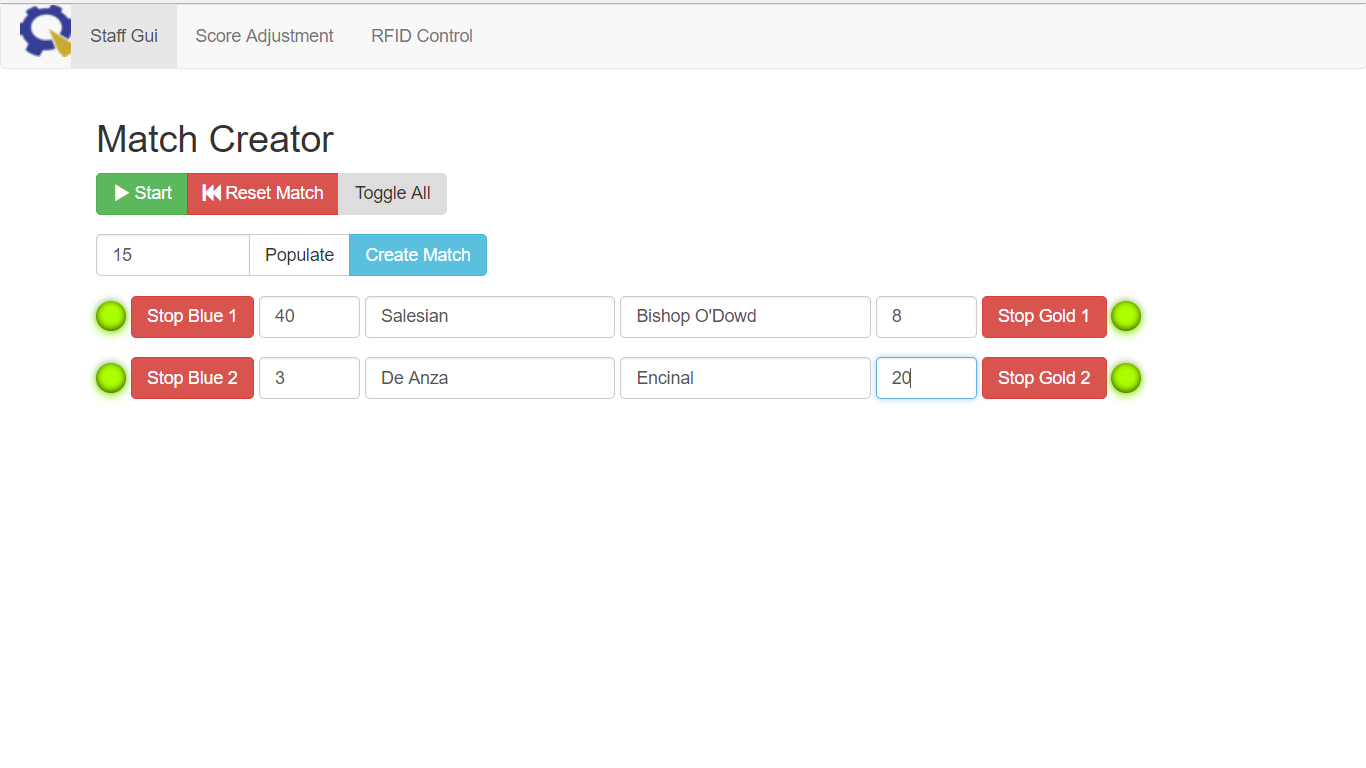 Staff Gui Score Adjustment RFID Control
Match Creator
Start Reset Match Toggle All
15 Populate Create Match
Stop Blue 1 40 Salesian Bishop O'Dowd 8 Stop Gold 1
Stop Blue 2 3 De Anza Encinal 20 Stop Gold 2